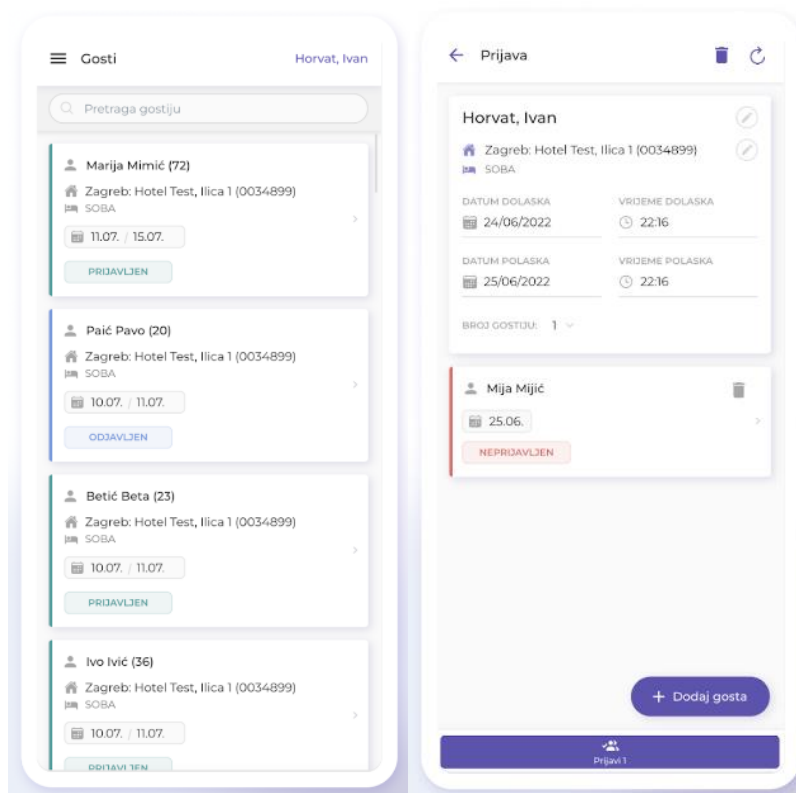 Gosti
Horvat, Ivan
Pretraga gostiju
Marija Mimić (72)
Zagreb: Hotel Test, Ilica 1 (0034899)
SOBA
11.07. / 15.07.
PRIJAVLJEN
Paić Pavo (20)
Zagreb: Hotel Test, Ilica 1 (0034899)
SOBA
10.07. / 11.07.
ODJAVLJEN
Betić Beta (23)
Zagreb: Hotel Test, Ilica 1 (0034899)
SOBA
10.07. / 11.07.
PRIJAVLJEN
Ivo Ivić (36)
Zagreb: Hotel Test, Ilica 1 (0034899)
SOBA
10.07. / 11.07.
PRIJAVLJEN
Prijava
Horvat, Ivan
Zagreb: Hotel Test, Ilica 1 (0034899)
SOBA
DATUM DOLASKA
VRIJEME DOLASKA
24/06/2022
22:16
DATUM POLASKA
VRIJEME POLASKA
25/06/2022
22:16
BROJ GOSTIJU: 1
Mija Mijić
25.06.
NEPRIJAVLJEN
+ Dodaj gosta
Prijavi 1